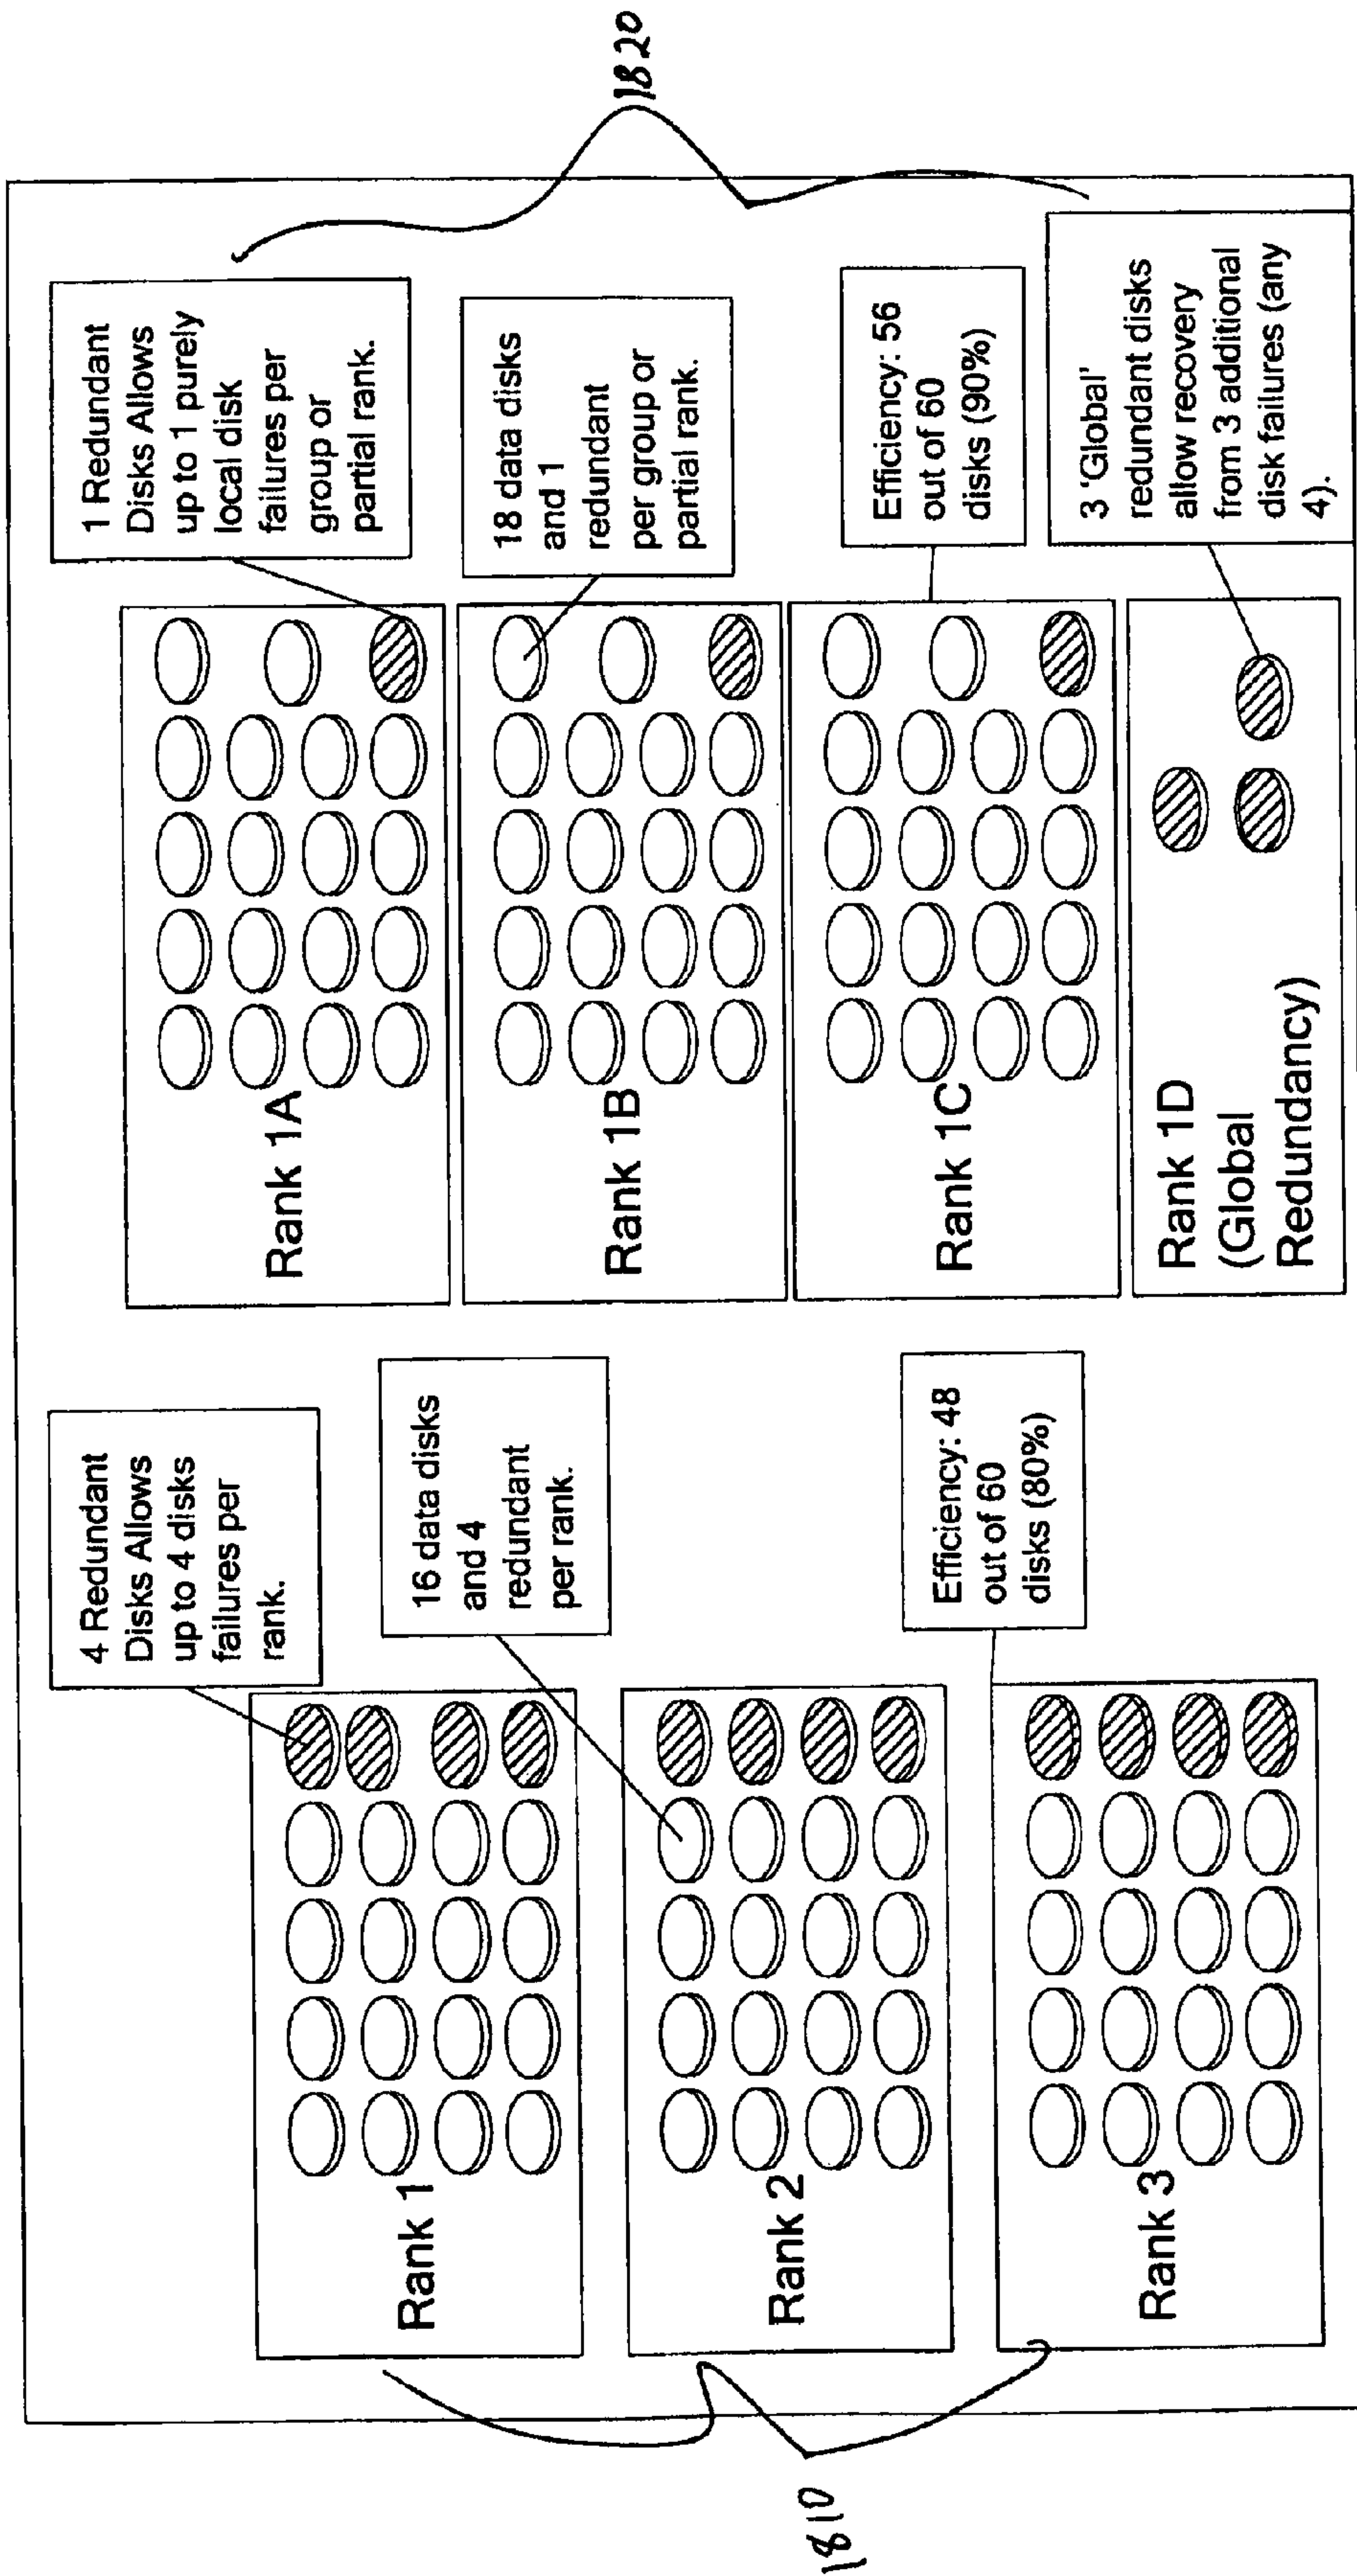 4 Redundant
Disks Allows
up to 4 disks
failures per
rank.
Rank 1
16 data disks
and 4
redundant
per rank.
Rank 2
Efficiency: 48
out of 60
disks (80%)
Rank 3
1810
1 Redundant
Disks Allows
up to 1 purely
local disk
failures per
group or
partial rank.
Rank 1A
18 data disks
and 1
redundant
per group or
partial rank.
Rank 1B
Efficiency: 56
out of 60
disks (90%)
Rank 1C
3 'Global'
redundant disks
allow recovery
from 3 additional
disk failures (any
4).
Rank 1D
(Global
Redundancy)
1820